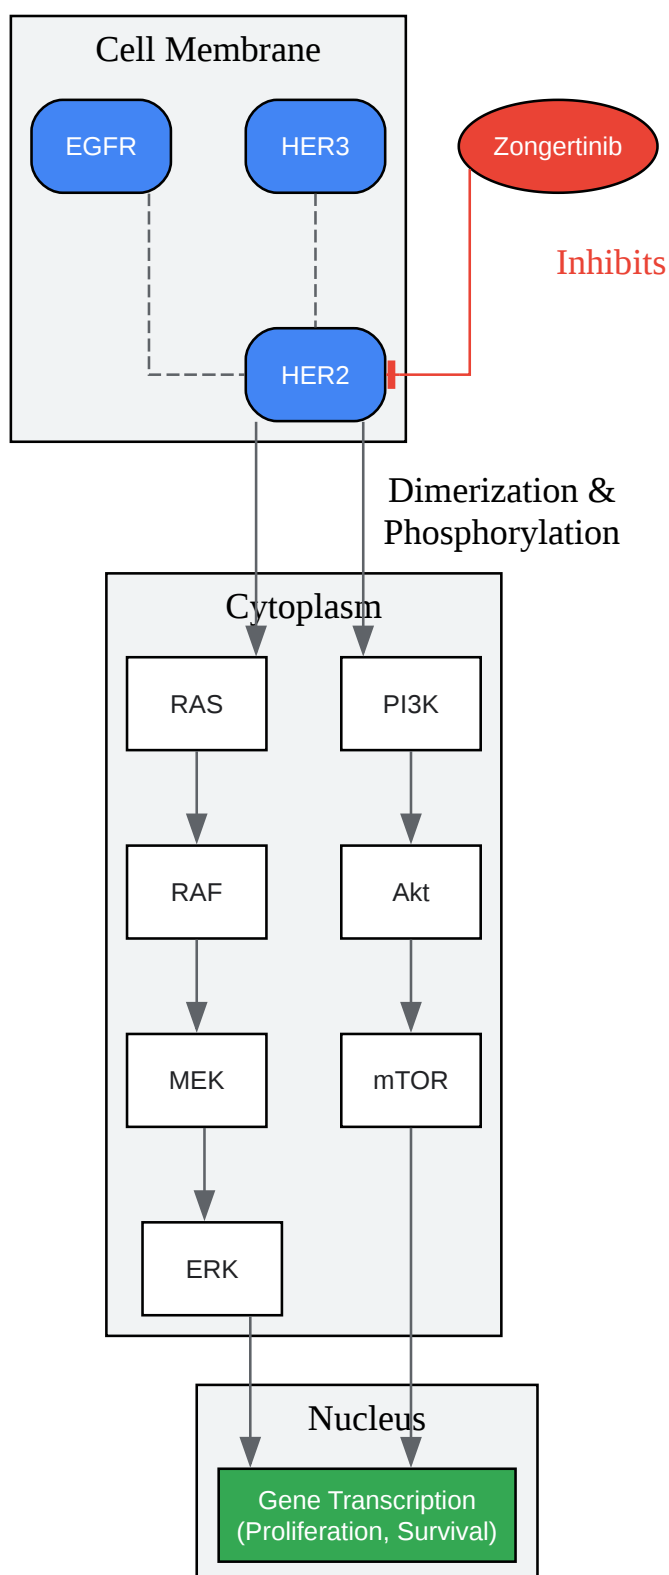 Cell Membrane
EGFR
HER3
Zongertinib
Inhibits
HER2
Dimerization &
Phosphorylation
Cytoplasm
RAS
PI3K
RAF
Akt
MEK
mTOR
ERK
Nucleus
Gene Transcription
(Proliferation, Survival)